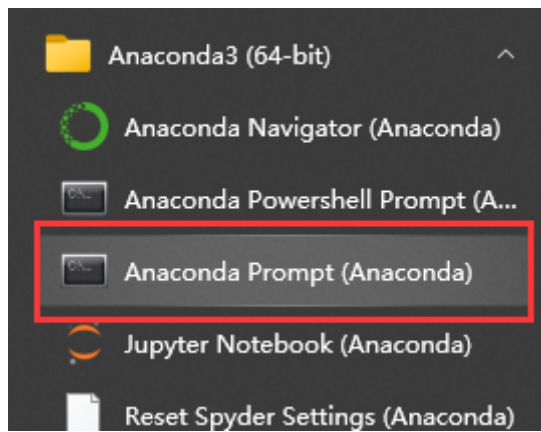 Anaconda3 (64-bit)
Anaconda Navigator (Anaconda)
Anaconda Powershell Prompt (A...
Anaconda Prompt (Anaconda)
Jupyter Notebook (Anaconda)
Reset Spyder Settings (Anaconda)